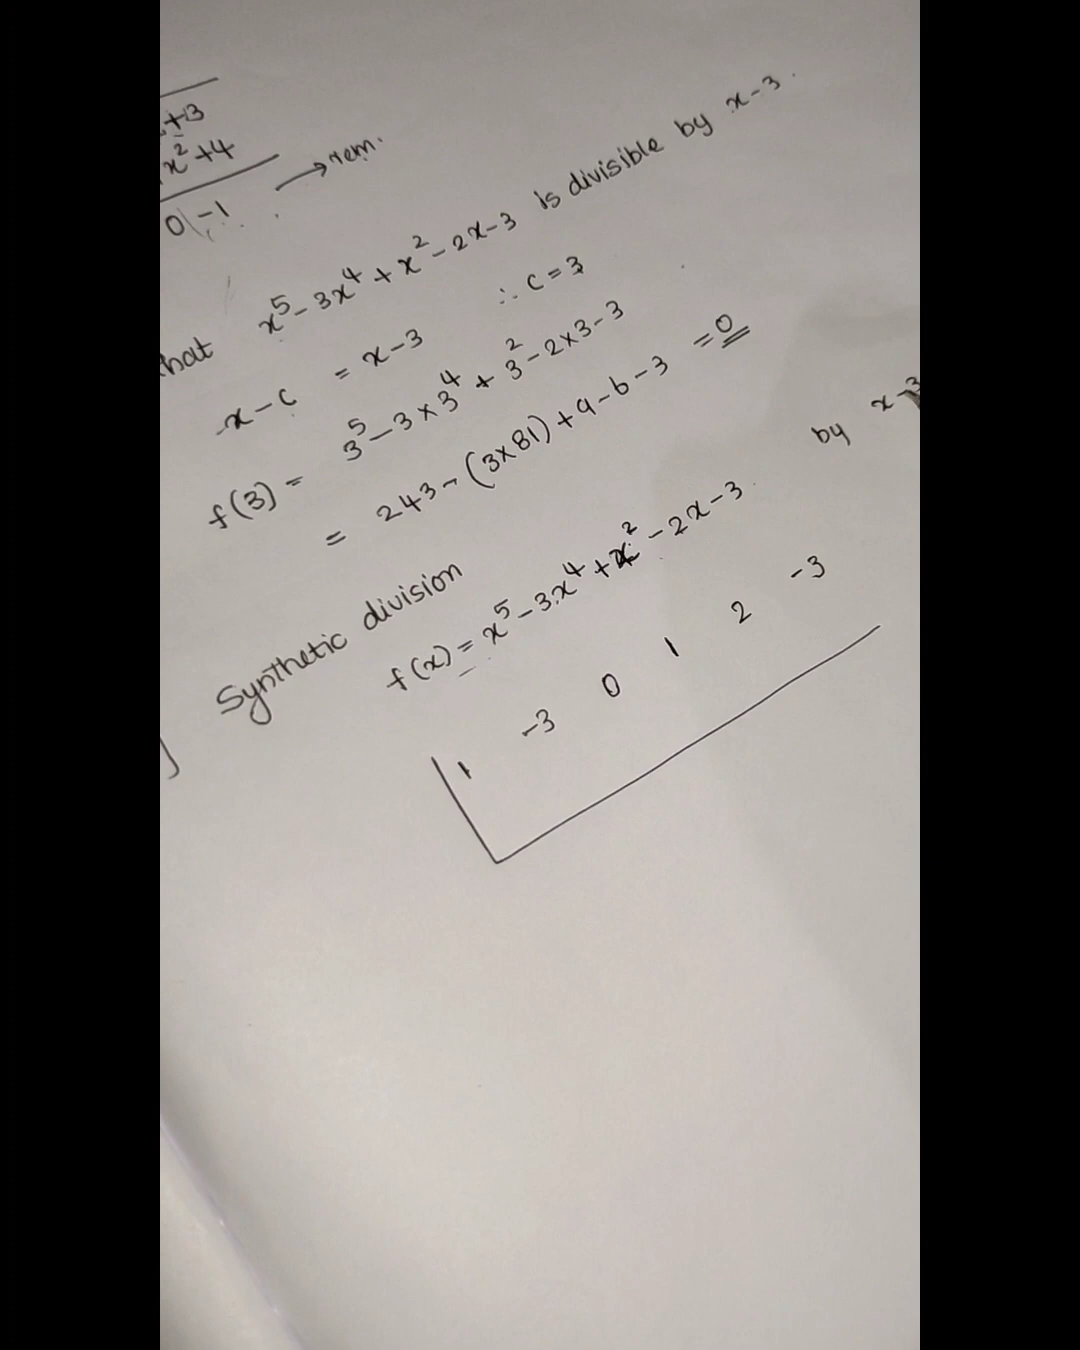 +3
x² +4
0 -1 → rem.
that x⁵ - 3x⁴ + x² - 2x - 3 is divisible by x - 3.
x - c = x - 3 ∴ c = 3
f(3) = 3⁵ - 3 × 3⁴ + 3² - 2×3 - 3
= 243 - (3×81) + 9 - 6 - 3 = 0
Synthetic division
f(x) = x⁵ - 3x⁴ + x² - 2x - 3 by x - 3
1 -3 0 1 2 -3